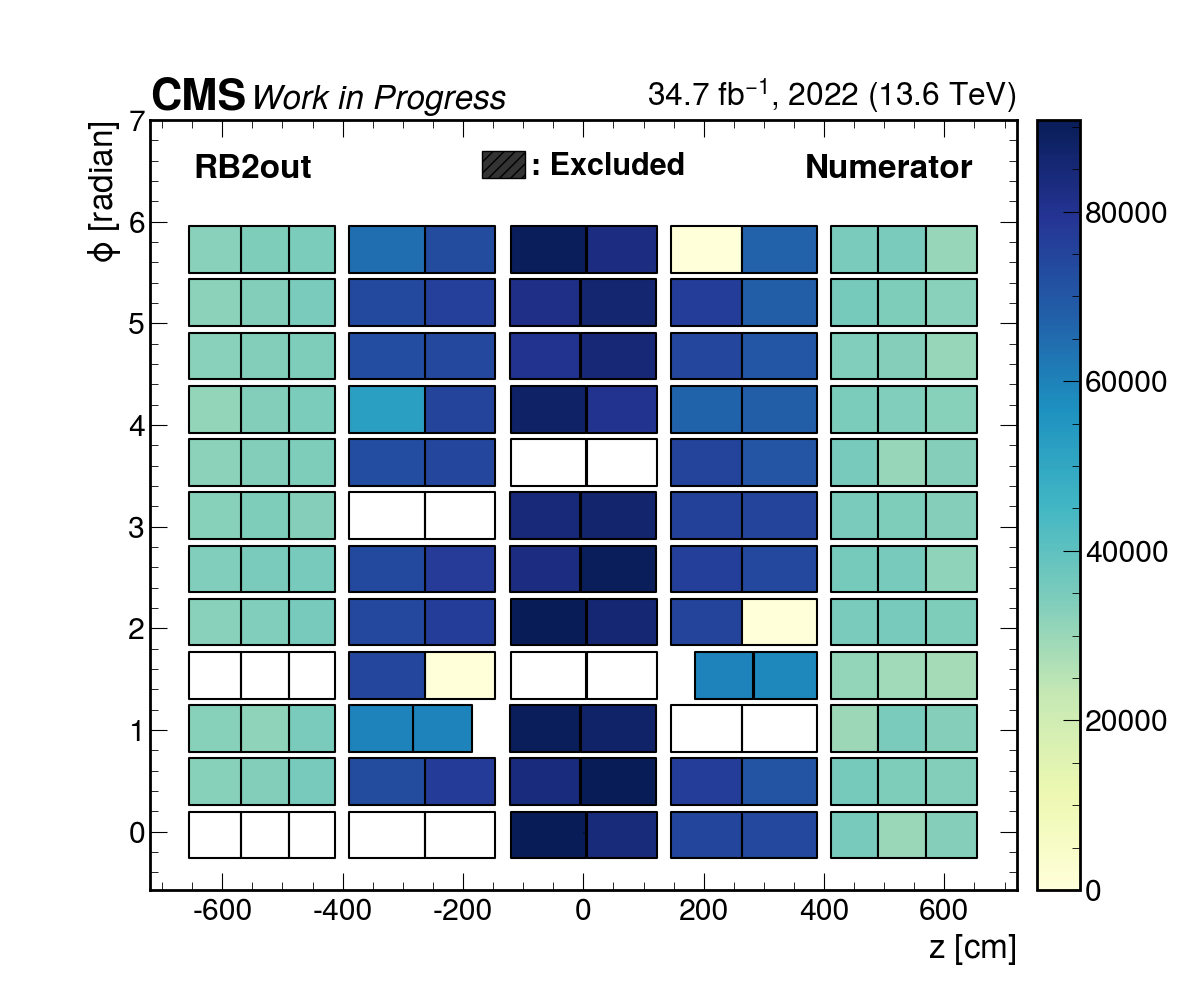 CMS Work in Progress 34.7 fb⁻¹, 2022 (13.6 TeV)
RB2out : Excluded Numerator
ϕ [radian]
7
6
5
4
3
2
1
0
-600 -400 -200 0 200 400 600
z [cm]
80000
60000
40000
20000
0